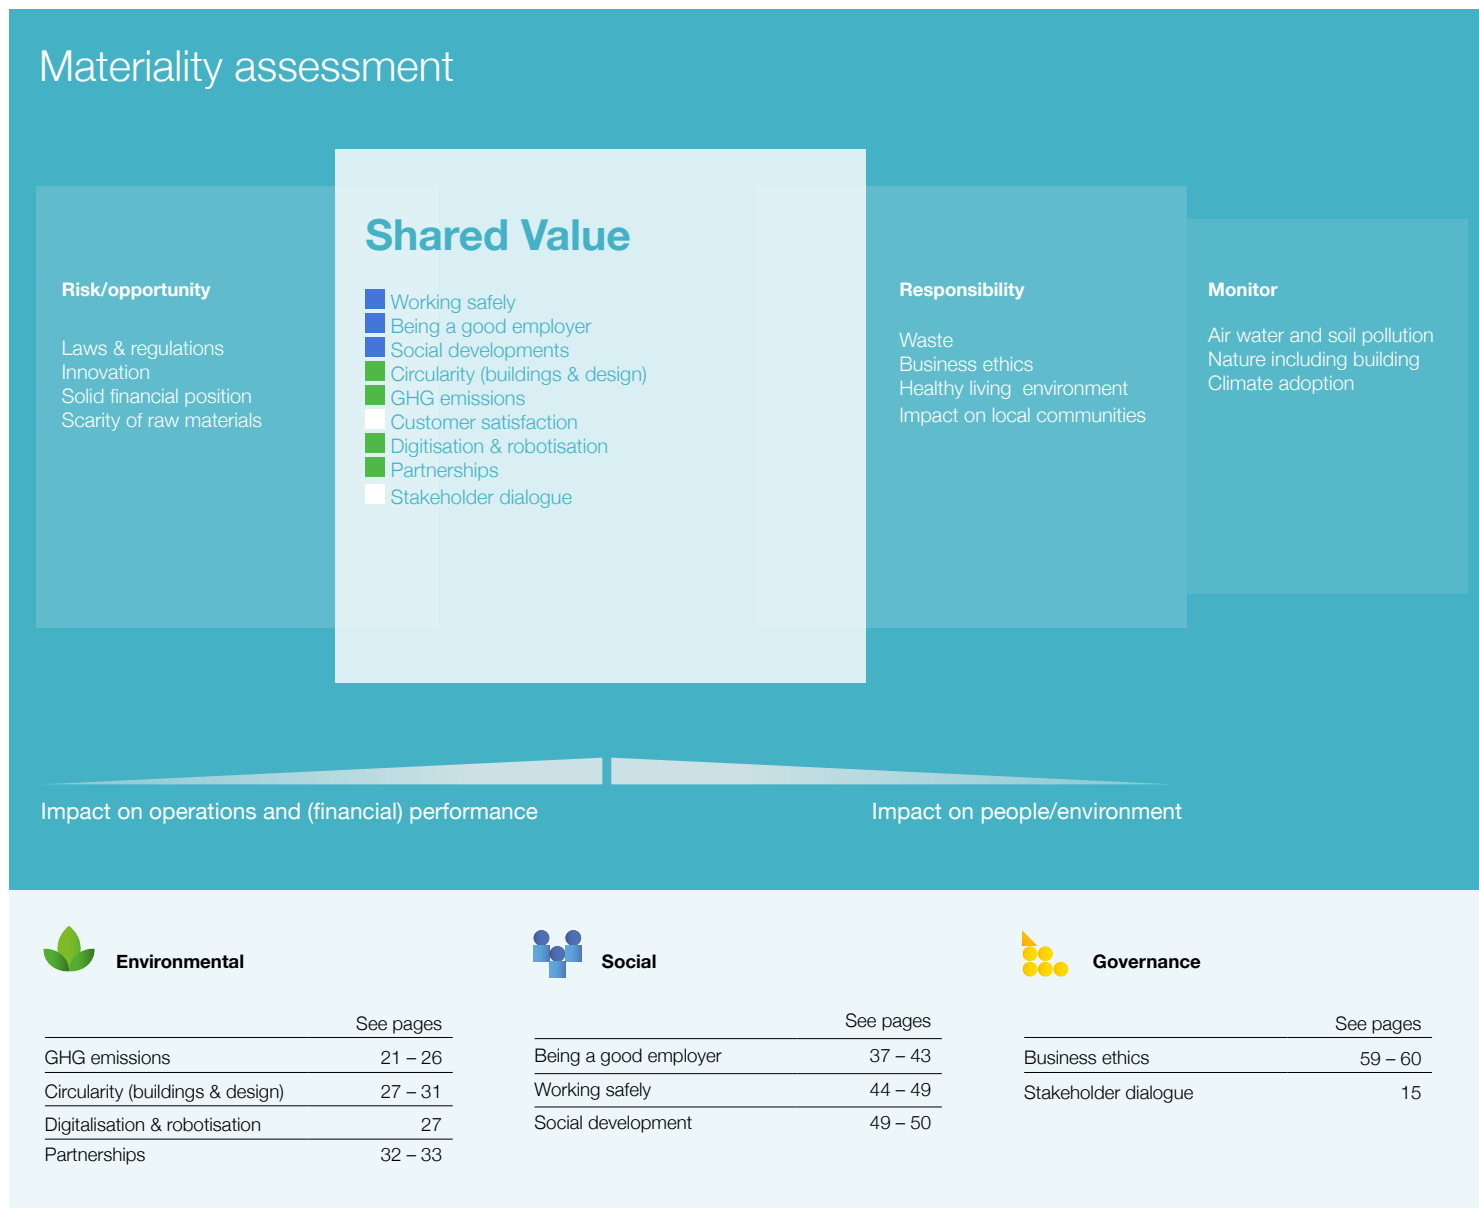 Materiality assessment
Risk/opportunity
Laws & regulations
Innovation
Solid financial position
Scarity of raw materials
Shared Value
Working safely
Being a good employer
Social developments
Circularity (buildings & design)
GHG emissions
Customer satisfaction
Digitisation & robotisation
Partnerships
Stakeholder dialogue
Responsibility
Waste
Business ethics
Healthy living environment
Impact on local communities
Monitor
Air water and soil pollution
Nature including building
Climate adoption
Impact on operations and (financial) performance
Impact on people/environment
Environmental
See pages
GHG emissions 21 – 26
Circularity (buildings & design) 27 – 31
Digitalisation & robotisation 27
Partnerships 32 – 33
Social
See pages
Being a good employer 37 – 43
Working safely 44 – 49
Social development 49 – 50
Governance
See pages
Business ethics 59 – 60
Stakeholder dialogue 15